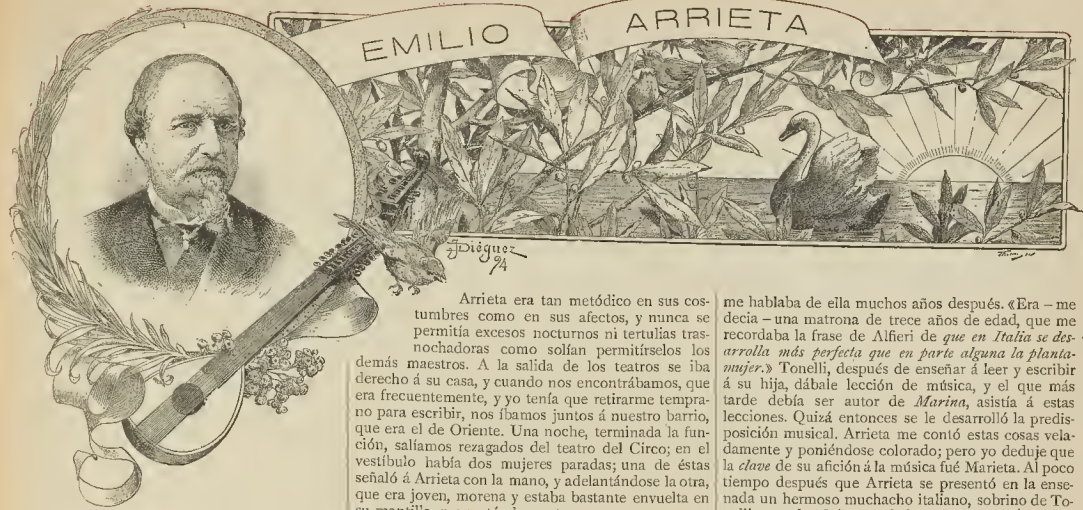 EMILIO ARRIETA
JDiéguez
94
Arrieta era tan metódico en sus cos-
tumbres como en sus afectos, y nunca se
permitía excesos nocturnos ni tertulias tras-
nochadoras como solían permitírselos los
demás maestros. A la salida de los teatros se iba
derecho á su casa, y cuando nos encontrábamos, que
era frecuentemente, y yo tenía que retirarme tempra-
no para escribir, nos íbamos juntos á nuestro barrio,
que era el de Oriente. Una noche, terminada la fun-
ción, salíamos rezagados del teatro del Circo; en el
vestíbulo había dos mujeres paradas; una de éstas
señaló á Arrieta con la mano, y adelantándose la otra,
que era joven, morena y estaba bastante envuelta en
me hablaba de ella muchos años después. «Era – me
decia – una matrona de trece años de edad, que me
recordaba la frase de Alfieri de que en Italia se des-
arrolla más perfecta que en parte alguna la planta-
mujer.» Tonelli, después de enseñar á leer y escribir
á su hija, dábale lección de música, y el que más
tarde debía ser autor de Marina, asistía á estas
lecciones. Quizá entonces se le desarrolló la predis-
posición musical. Arrieta me contó estas cosas vela-
damente y poniéndose colorado; pero yo deduje que
la clave de su afición á la música fué Marieta. Al poco
tiempo después que Arrieta se presentó en la ense-
nada un hermoso muchacho italiano, sobrino de To-